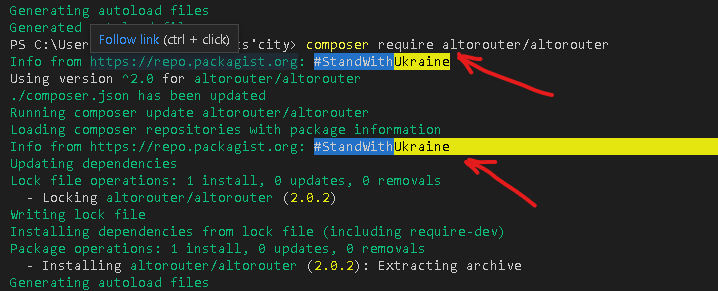 Generating autoload files
Generated autoload fil
Follow link (ctrl + click)
PS C:\User ts'city> composer require altorouter/altorouter
Info from https://repo.packagist.org: #StandWithUkraine
Using version ^2.0 for altorouter/altorouter
./composer.json has been updated
Running composer update altorouter/altorouter
Loading composer repositories with package information
Info from https://repo.packagist.org: #StandWithUkraine
Updating dependencies
Lock file operations: 1 install, 0 updates, 0 removals
- Locking altorouter/altorouter (2.0.2)
Writing lock file
Installing dependencies from lock file (including require-dev)
Package operations: 1 install, 0 updates, 0 removals
- Installing altorouter/altorouter (2.0.2): Extracting archive
Generating autoload files